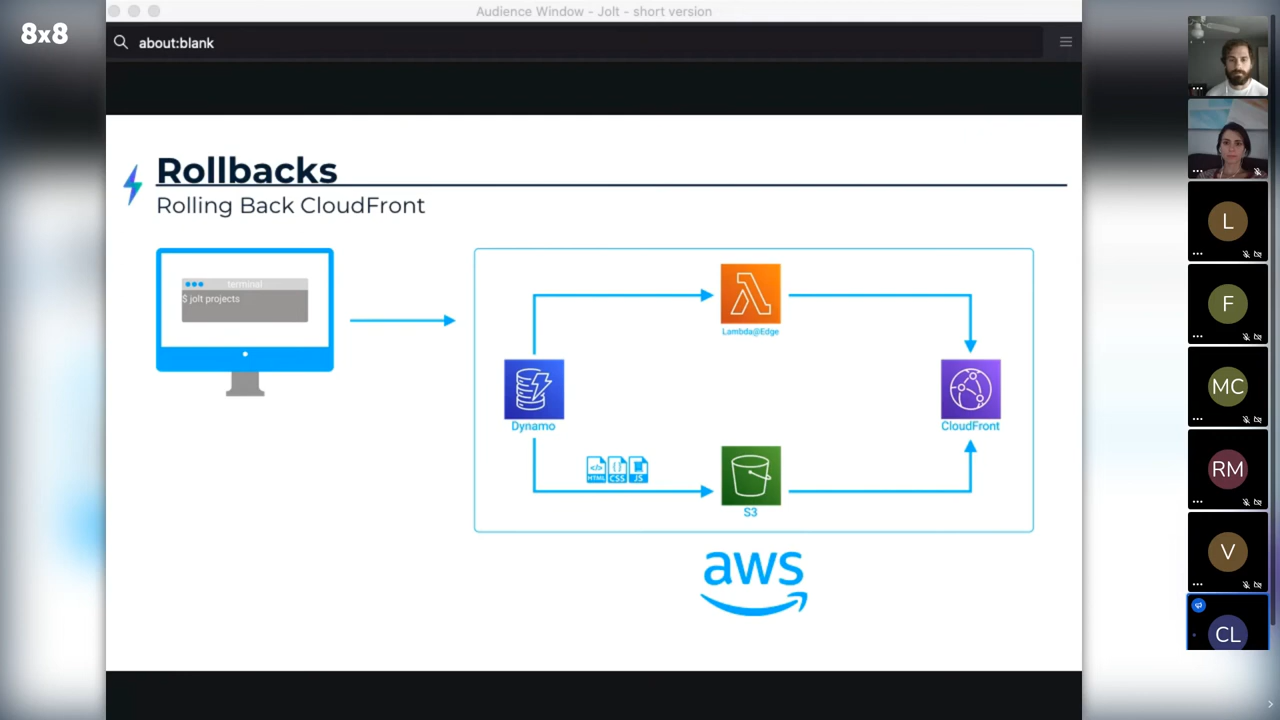 8x8
Audience Window - Jolt - short version
about:blank
Rollbacks
Rolling Back CloudFront
terminal
$ jolt projects
Lambda@Edge
Dynamo
CloudFront
HTML
CSS
JS
S3
aws
L
F
MC
RM
V
CL